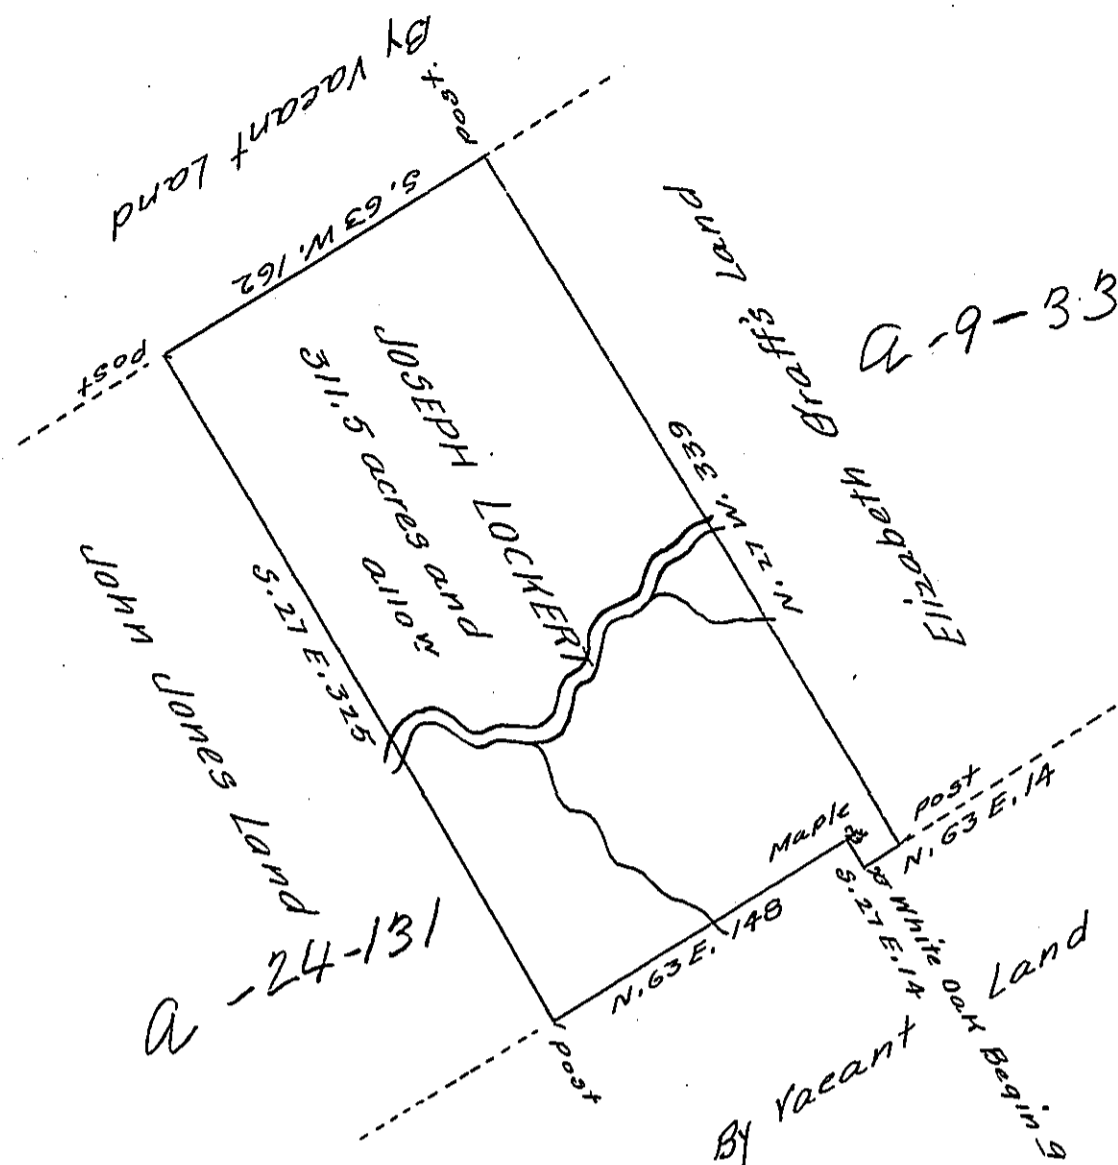 By Vacant Land
post.
S. 63 W. 162
post
Elizabeth Graff's Land
a-9-33
JOSEPH LOCKERT
311.5 acres and
allow
N. 27 W. 339
S. 27 E. 325
John Jones Land
a-24-131
Maple
post
N. 63 E. 14
S. 27 E. 14
White Oak Begining
N. 63 E. 148
post
By Vacant Land